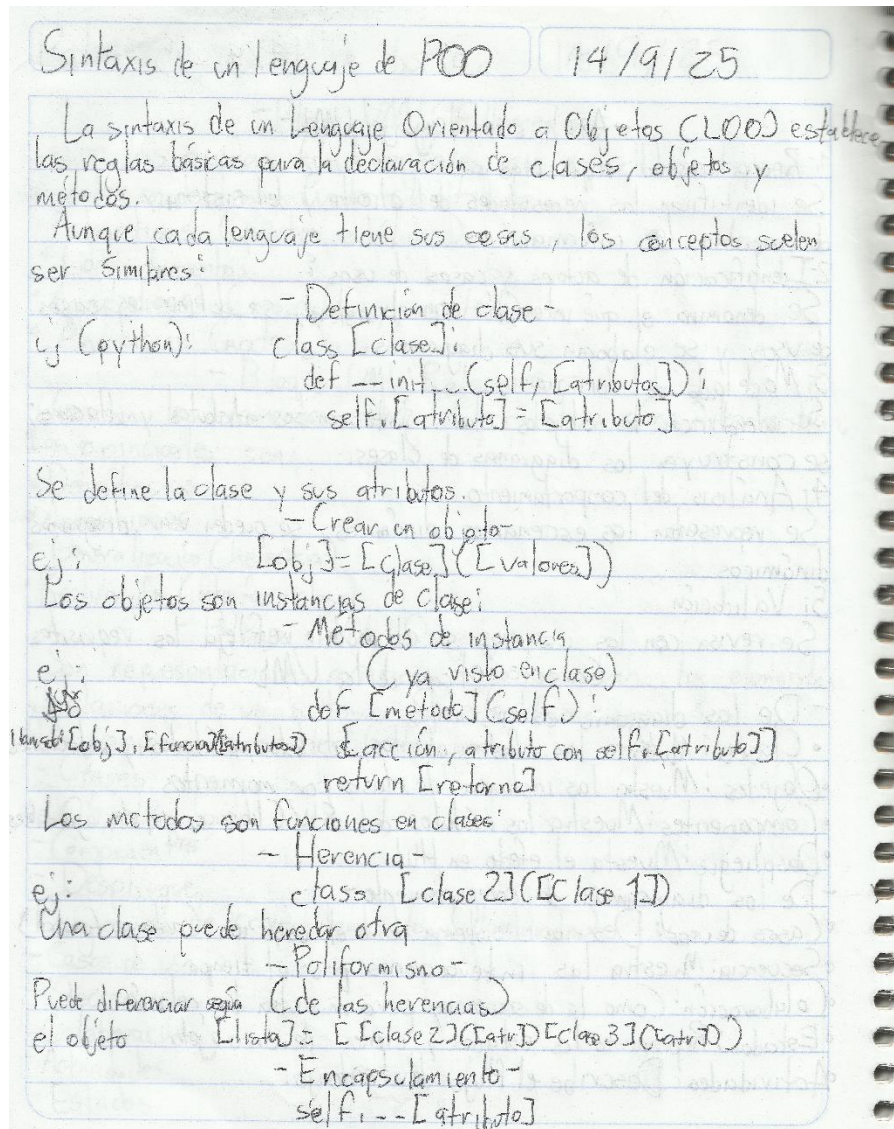 Sintaxis de un lenguaje de POO 14/9/25
La sintaxis de un Lenguaje Orientado a Objetos (LOO) establece
las reglas básicas para la declaración de clases, objetos y
métodos.
Aunque cada lenguaje tiene sus cosas, los conceptos suelen
ser similares:
-Definición de clase-
ej (python): class [clase]:
def __init__(self, [atributos]):
self.[atributo] = [atributo]
Se define la clase y sus atributos.
-Crear un objeto-
ej: [obj] = [clase]([valores])
Los objetos son instancias de clase:
-Métodos de instancia
ej: (ya visto en clase)
def [metodo](self):
[obj].[funcion]([atributos]) [acción, atributo con self.[atributo]]
return [retorno]
Los metodos son funciones en clases:
-Herencia-
ej: class [clase 2]([Clase 1])
Una clase puede heredar otra
-Poliformismo-
Puede diferenciar según (de las herencias)
el objeto [lista] = [[clase 2]([atr])[clase 3]([atr]))
-Encapsulamiento-
self.__[atributo]